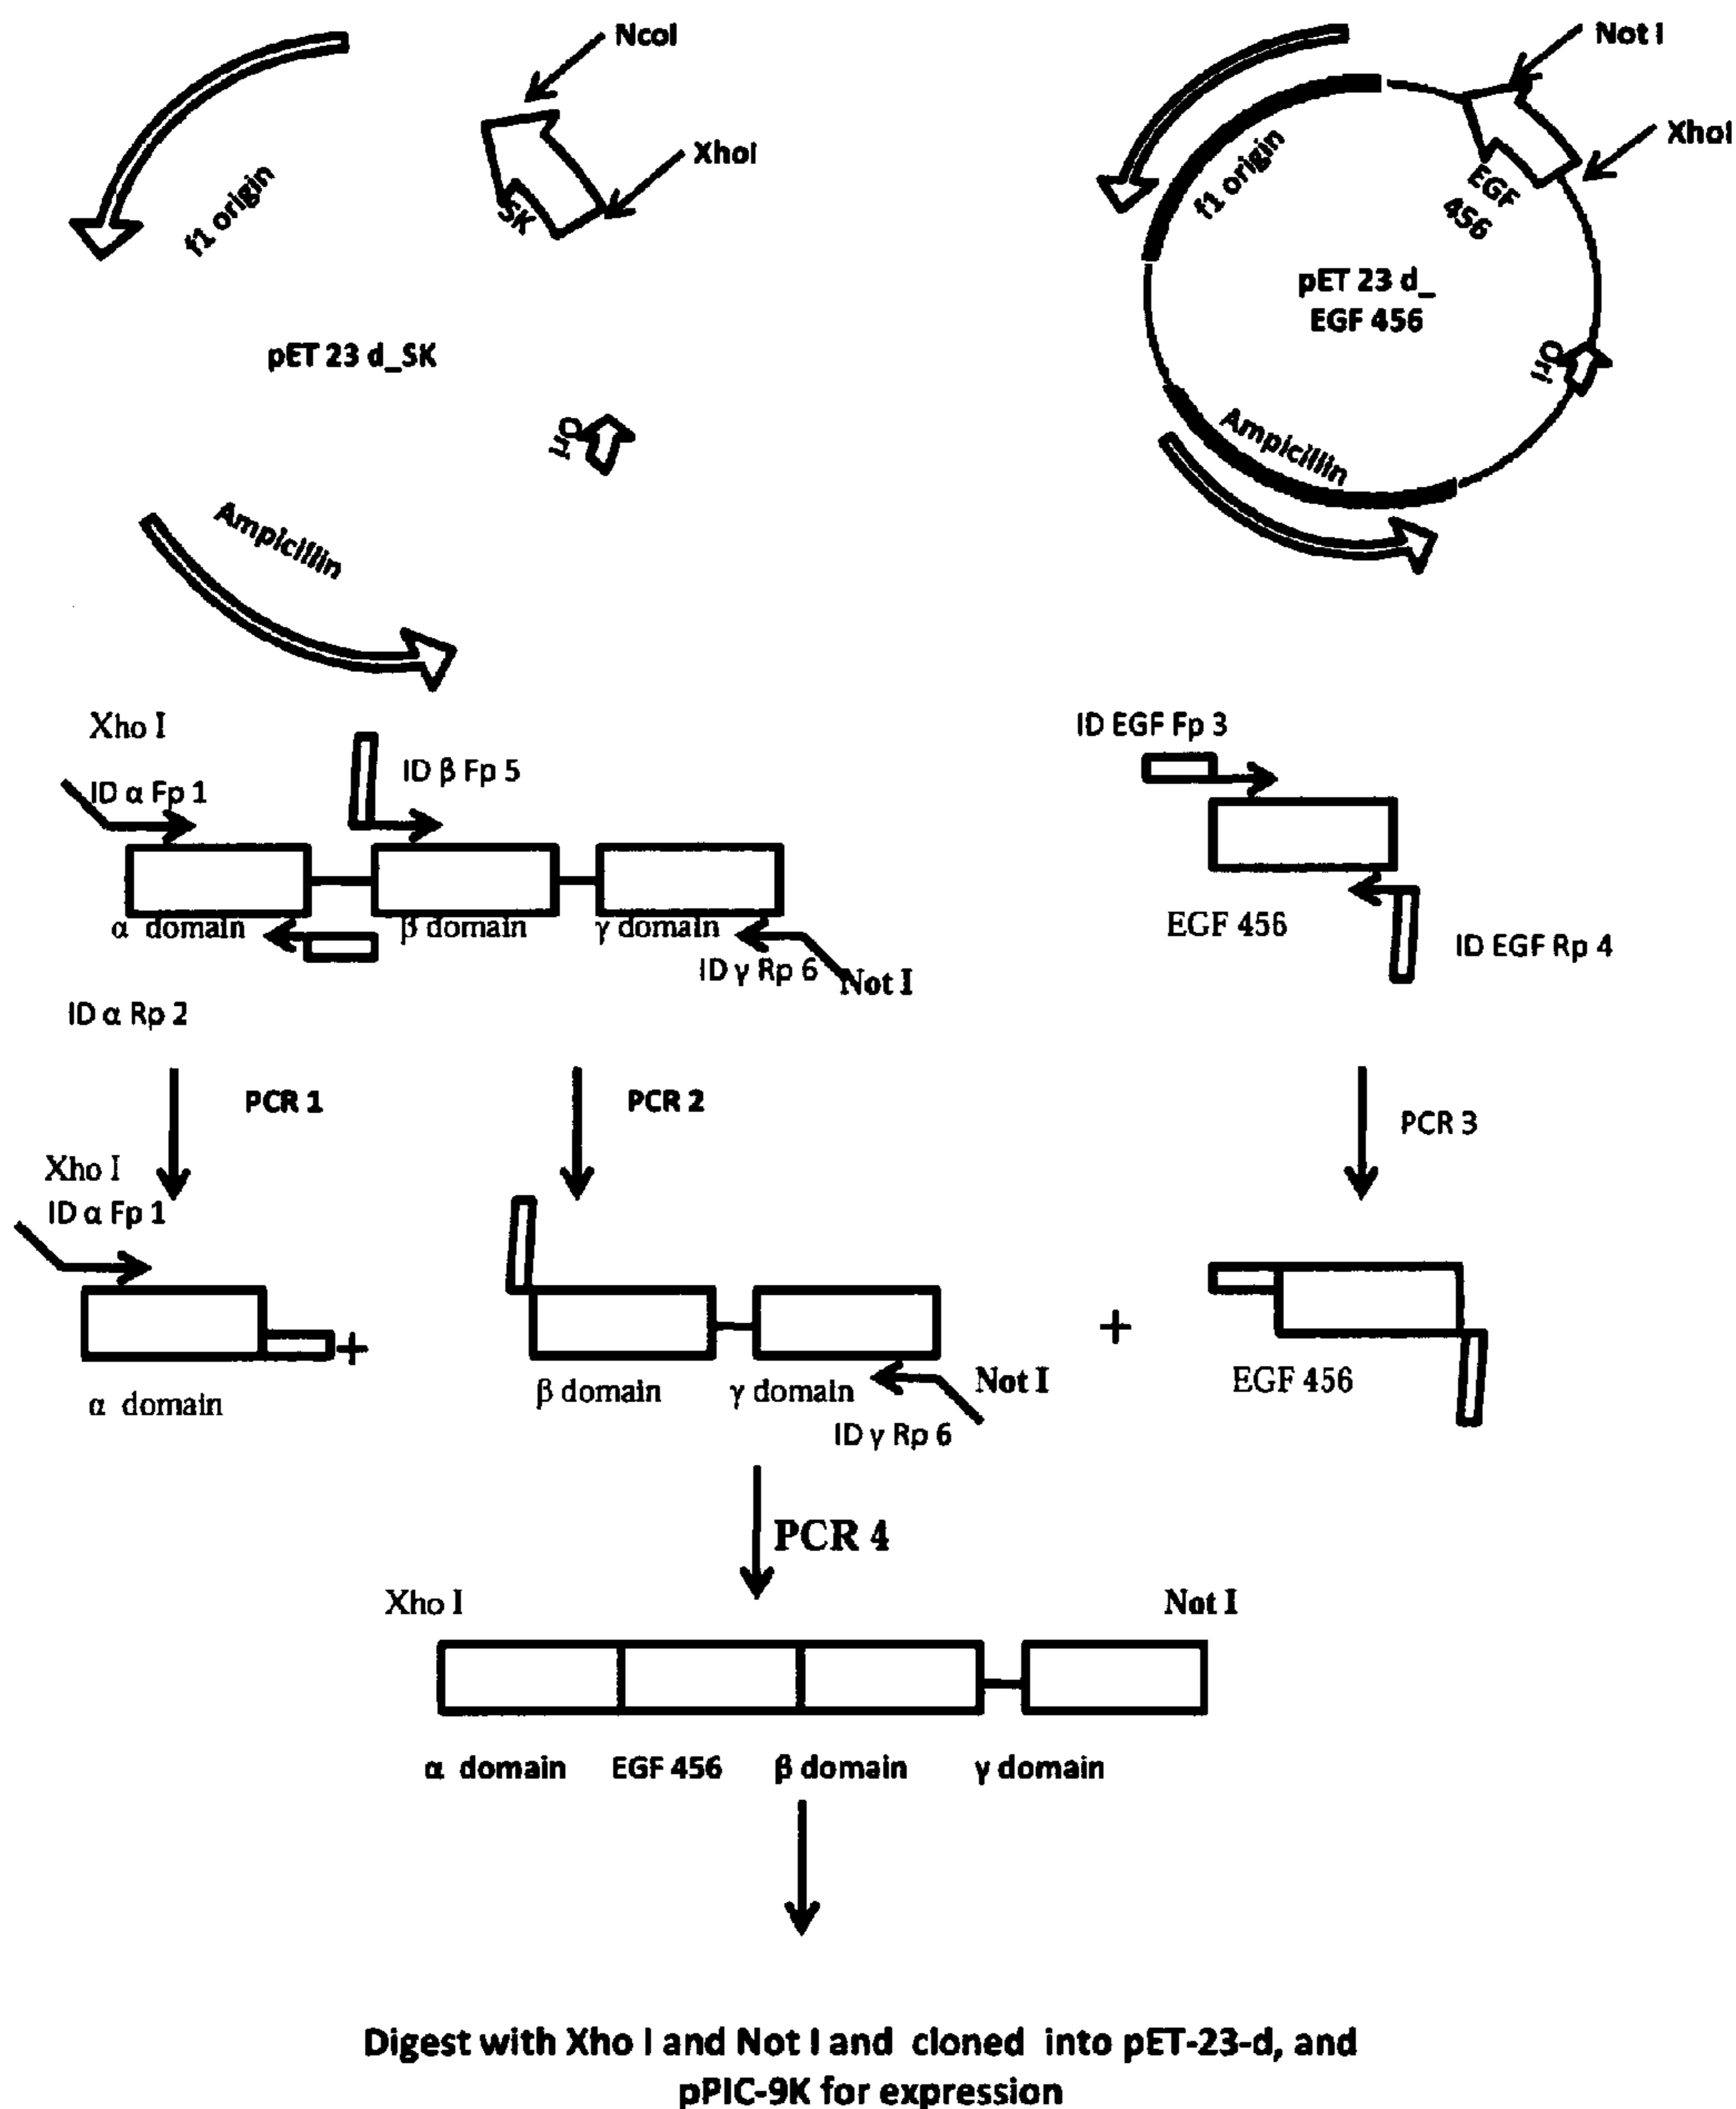 NcoI
XhoI
SK
f1 origin
pET 23 d_SK
Ori
Ampicillin
Not I
XhoI
f1 origin
EGF
456
pET 23 d_
EGF 456
Ori
Ampicillin
Xho I
ID α Fp 1
ID β Fp 5
ID EGF Fp 3
α domain
β domain
γ domain
ID γ Rp 6
Not I
ID α Rp 2
EGF 456
ID EGF Rp 4
PCR 1
PCR 2
PCR 3
Xho I
ID α Fp 1
+
α domain
β domain
γ domain
Not I
ID γ Rp 6
+
EGF 456
PCR 4
Xho I
Not I
α domain
EGF 456
β domain
γ domain
Digest with Xho I and Not I and cloned into pET-23-d, and
pPIC-9K for expression